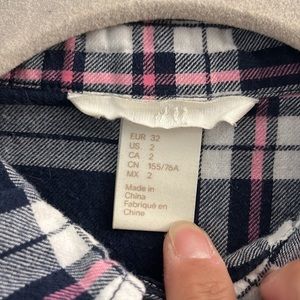 EUR 32
US 2
CA 2
CN 155/76A
MX 2
Made in
China
Fabriqué en
Chine